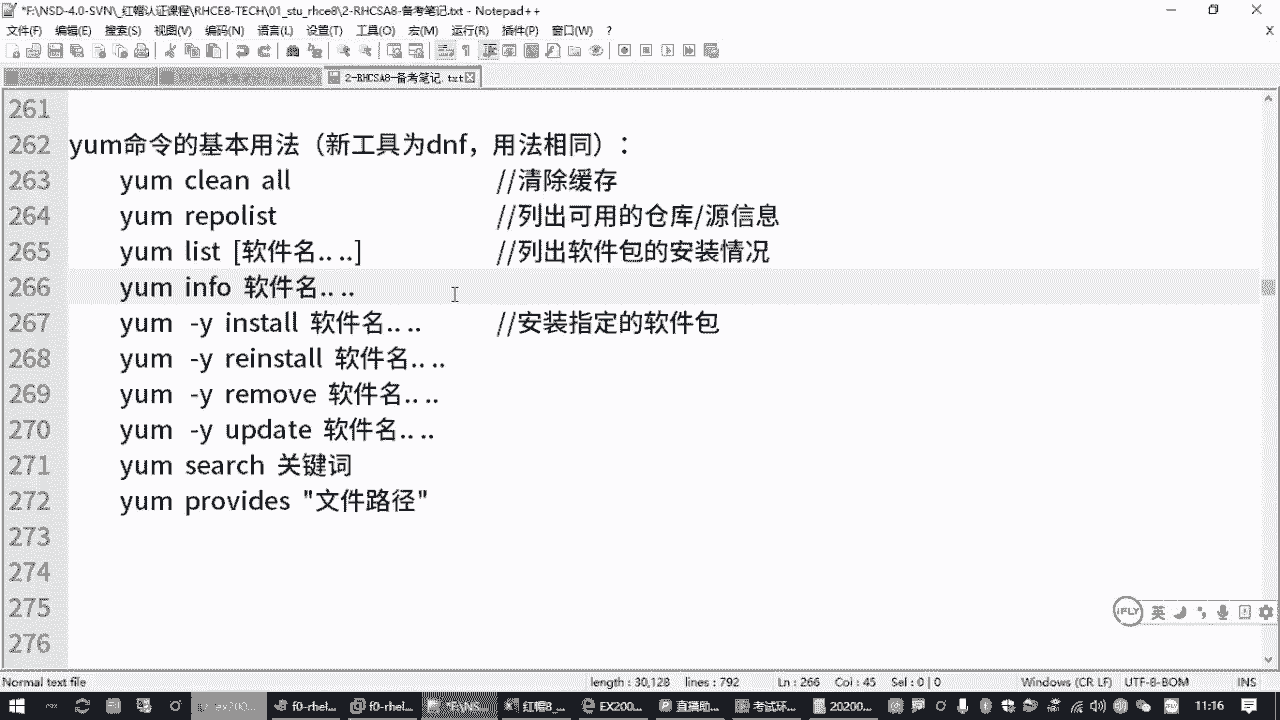 *F:\NSD-4.0-SVN\_红帽认证课程\RHCE8-TECH\01_stu_rhce8\2-RHCSA8-备考笔记.txt - Notepad++
文件(F) 编辑(E) 搜索(S) 视图(V) 编码(N) 语言(L) 设置(T) 工具(O) 宏(M) 运行(R) 插件(P) 窗口(W) ? X
2-RHCSA8-备考笔记.txt
261
262 yum命令的基本用法（新工具为dnf，用法相同）：
263 yum clean all //清除缓存
264 yum repolist //列出可用的仓库/源信息
265 yum list [软件名.. ..] //列出软件包的安装情况
266 yum info 软件名.. ..
267 yum -y install 软件名.. .. //安装指定的软件包
268 yum -y reinstall 软件名.. ..
269 yum -y remove 软件名.. ..
270 yum -y update 软件名.. ..
271 yum search 关键词
272 yum provides "文件路径"
273
274
275
276
iFLY 英
Normal text file length : 30,128 lines : 792 Ln : 266 Col : 45 Sel : 0 | 0 Windows (CR LF) UTF-8-BOM INS
f0-rhel... f0-rhel... 红帽8_... EX200... 直播助... 考试环... 20200... 11:16